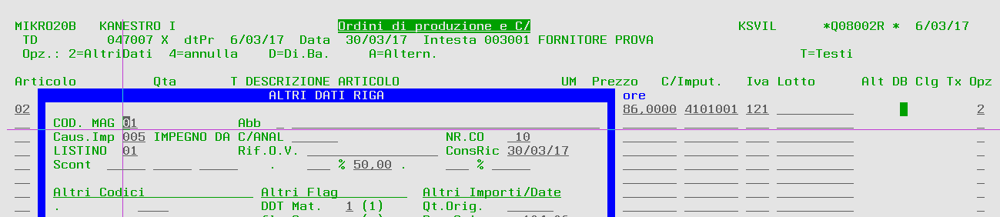 MIKRO20B KANESTRO I Ordini di produzione e C/ KSVIL *Q08002R * 6/03/17
TD 047007 X dtPr 6/03/17 Data 30/03/17 Intesta 003001 FORNITORE PROVA
Opz.: 2=AltriDati 4=annulla D=Di.Ba. A=Altern. T=Testi
Articolo Qta T DESCRIZIONE ARTICOLO UM Prezzo C/Imput. Iva Lotto Alt DB Clg Tx Opz
ALTRI DATI RIGA ore
02 86,0000 4101001 121 2
COD. MAG 01 Abb
Caus.Imp 005 IMPEGNO DA C/ANAL NR.CO 10
LISTINO 01 Rif.O.V. ConsRic 30/03/17
Scont . % 50,00 . %
Altri Codici Altri Flag Altri Importi/Date
. DDT Mat. 1 (1) Qt.Orig.